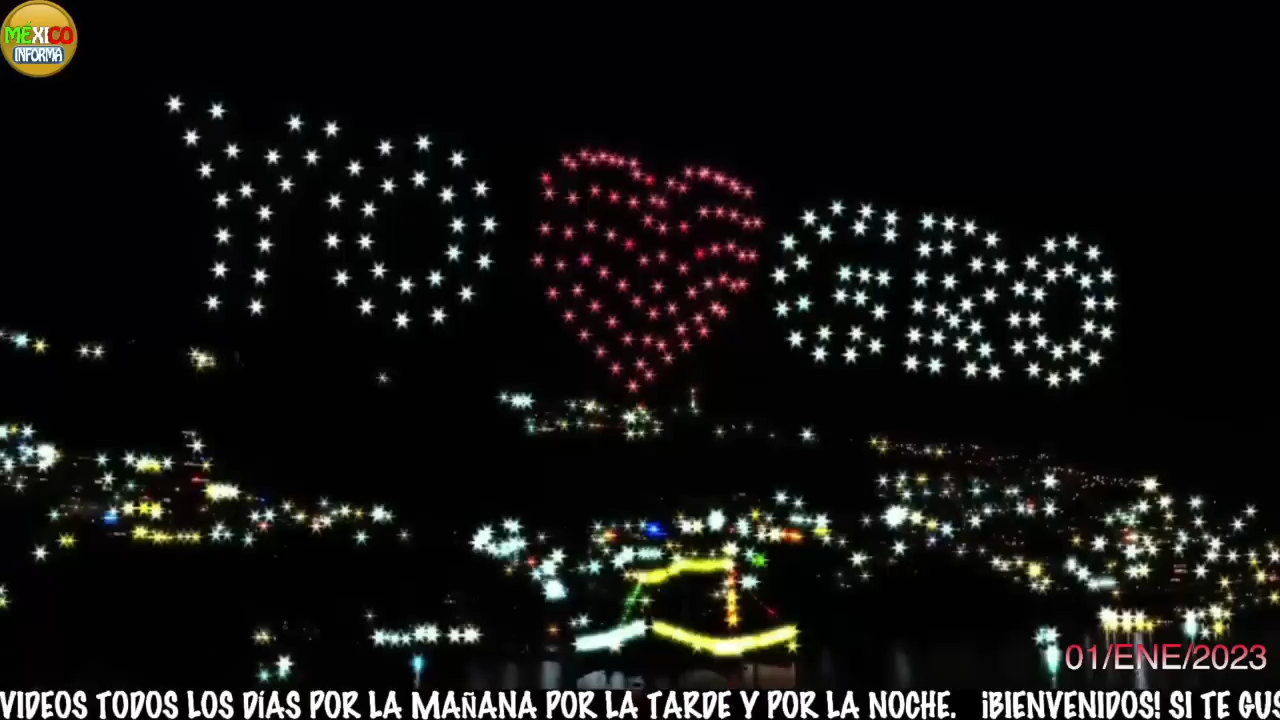 MÉXICO
INFORMA
YO GRO
01/ENE/2023
VIDEOS TODOS LOS DÍAS POR LA MAÑANA POR LA TARDE Y POR LA NOCHE. ¡BIENVENIDOS! SI TE GUS